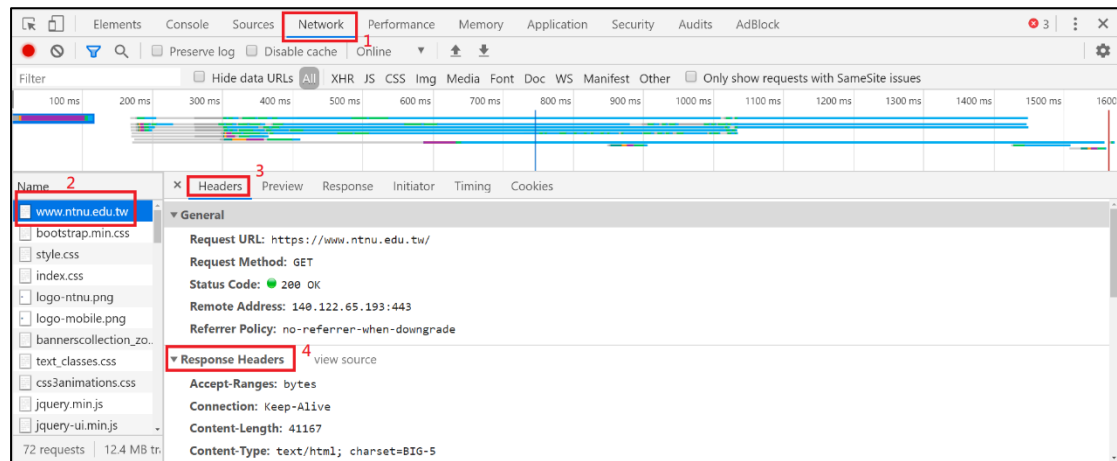 Elements Console Sources Network Performance Memory Application Security Audits AdBlock 3
1
Preserve log Disable cache Online
Filter Hide data URLs All XHR JS CSS Img Media Font Doc WS Manifest Other Only show requests with SameSite issues
100 ms 200 ms 300 ms 400 ms 500 ms 600 ms 700 ms 800 ms 900 ms 1000 ms 1100 ms 1200 ms 1300 ms 1400 ms 1500 ms 1600
3
Name 2 × Headers Preview Response Initiator Timing Cookies
www.ntnu.edu.tw
bootstrap.min.css
style.css
index.css
logo-ntnu.png
logo-mobile.png
bannerscollection_zo..
text_classes.css
css3animations.css
jquery.min.js
jquery-ui.min.js
72 requests 12.4 MB tr
▼ General
Request URL: https://www.ntnu.edu.tw/
Request Method: GET
Status Code: 200 OK
Remote Address: 140.122.65.193:443
Referrer Policy: no-referrer-when-downgrade
▼ Response Headers 4 view source
Accept-Ranges: bytes
Connection: Keep-Alive
Content-Length: 41167
Content-Type: text/html; charset=BIG-5